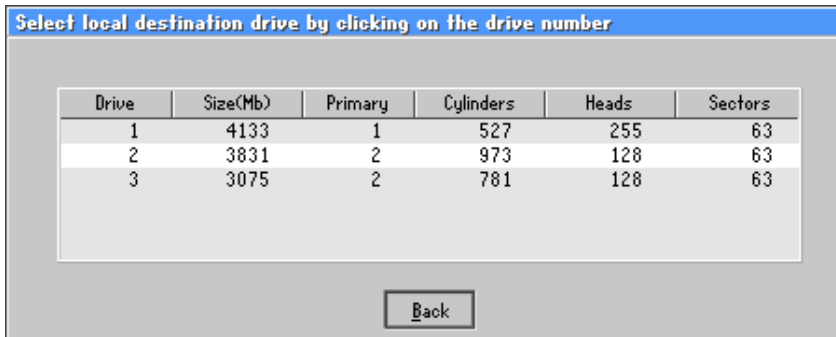 Select local destination drive by clicking on the drive number
Drive Size(Mb) Primary Cylinders Heads Sectors
1 4133 1 527 255 63
2 3831 2 973 128 63
3 3075 2 781 128 63
Back